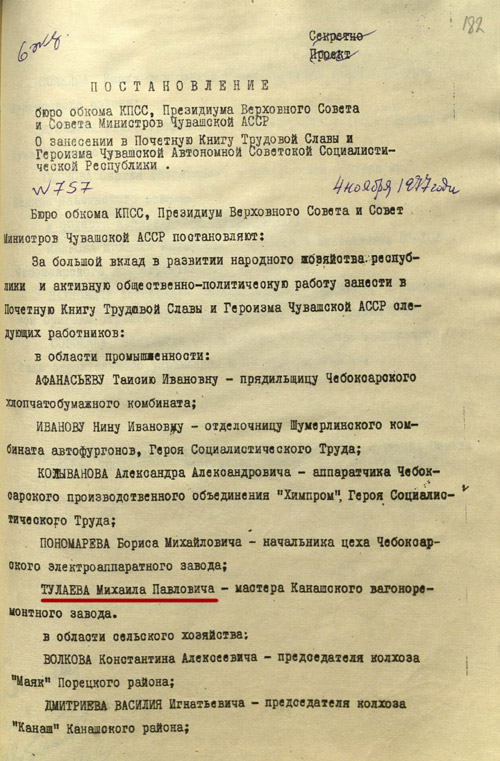 182
6 экз.
Секретно
Проект
ПОСТАНОВЛЕНИЕ
бюро обкома КПСС, Президиума Верховного Совета
и Совета Министров Чувашской АССР
О занесении в Почетную Книгу Трудовой Славы и
Героизма Чувашской Автономной Советской Социалисти-
ческой Республики .
№757 4 ноября 1977 года
Бюро обкома КПСС, Президиум Верховного Совета и Совет
Министров Чувашской АССР постановляют:
За большой вклад в развитии народного хозяйства респуб-
лики и активную общественно-политическую работу занести в
Почетную Книгу Трудовой Славы и Героизма Чувашской АССР сле-
дующих работников:
в области промышленности:
АФАНАСЬЕВУ Таисию Ивановну - прядильщицу Чебоксарского
хлопчатобумажного комбината;
ИВАНОВУ Нину Ивановну - отделочницу Шумерлинского ком-
бината автофургонов, Героя Социалистического Труда;
КОЛЫВАНОВА Александра Александровича - аппаратчика Чебок-
сарского производственного объединения "Химпром", Героя Социалис-
тического Труда;
ПОНОМАРЕВА Бориса Михайловича - начальника цеха Чебоксар-
ского электроаппаратного завода;
ТУЛАЕВА Михаила Павловича - мастера Канашского вагоноре-
монтного завода.
в области сельского хозяйства:
ВОЛКОВА Константина Алексеевича - председателя колхоза
"Маяк" Порецкого района;
ДМИТРИЕВА ВАСИЛИЯ Игнатьевича - председателя колхоза
"Канаш" Канашского района;